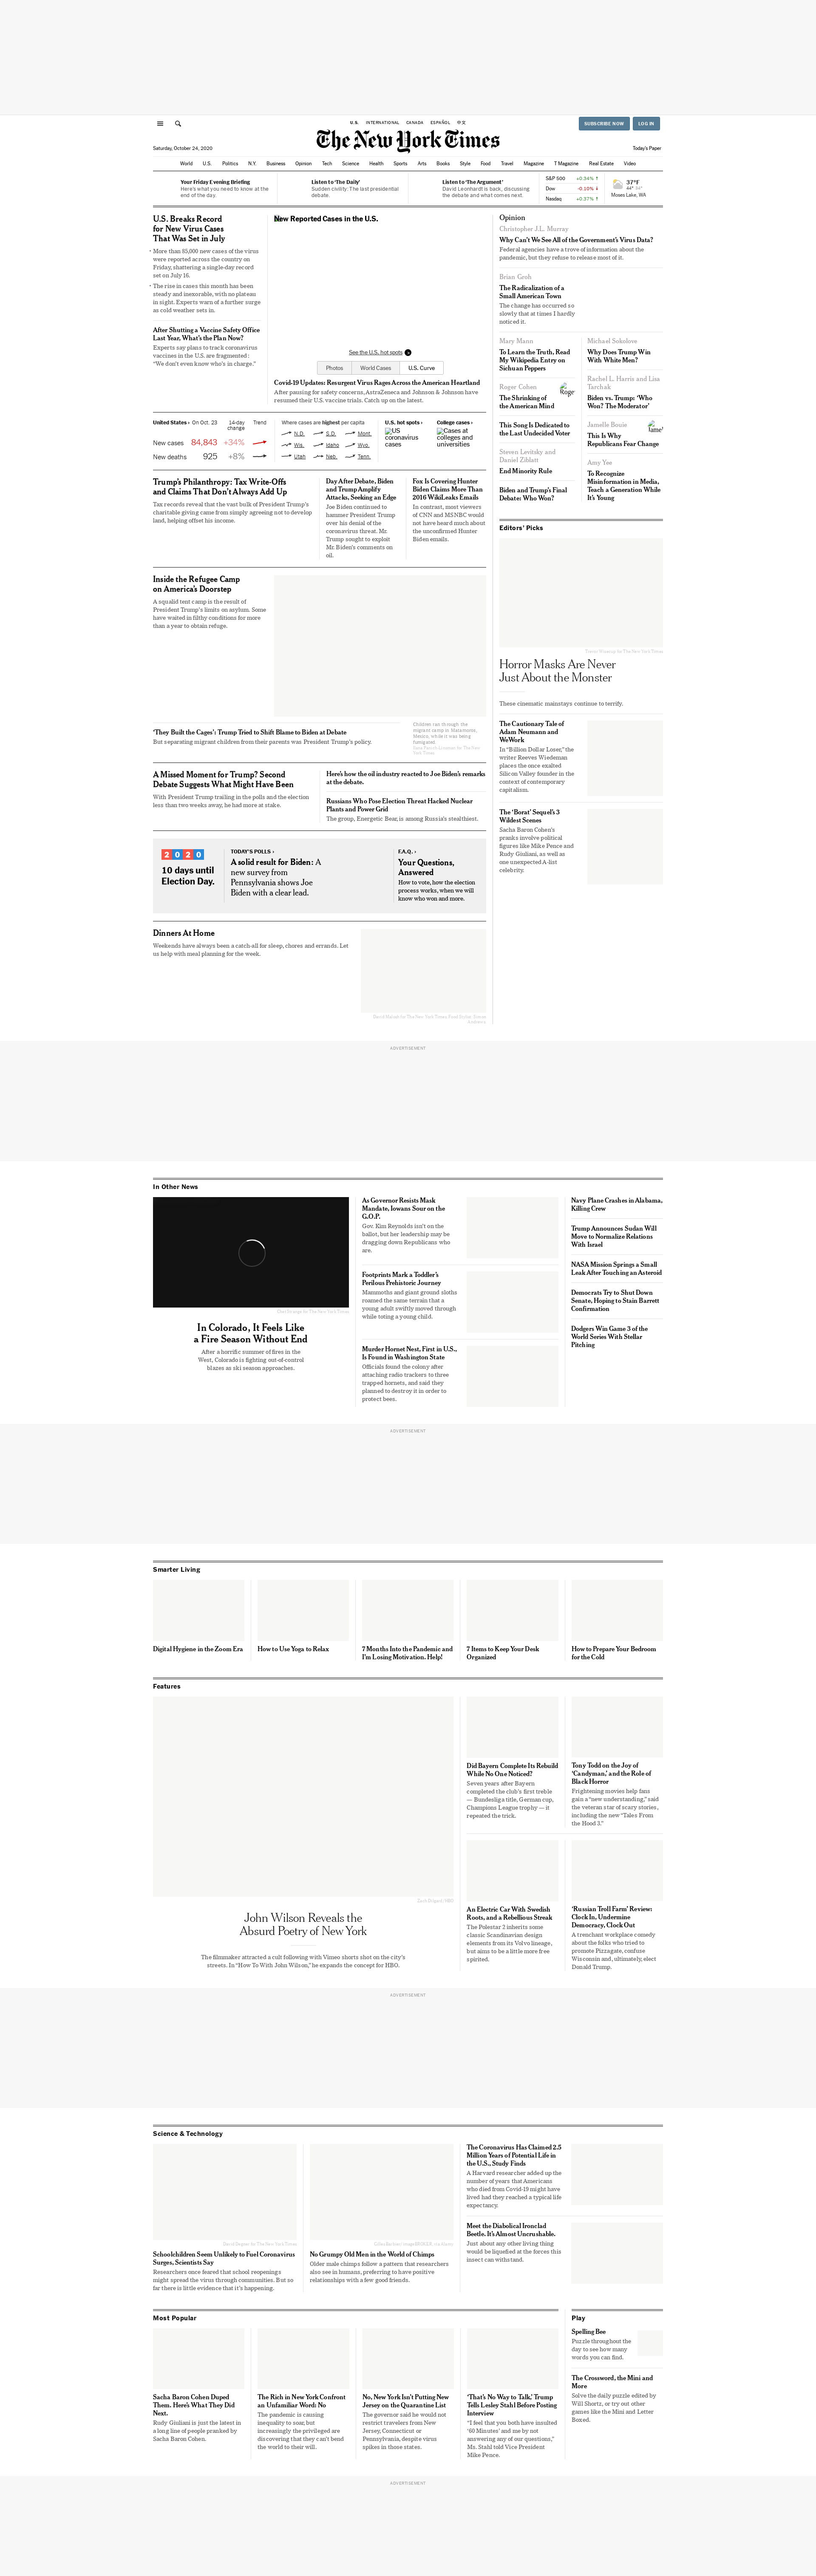 U.S.
INTERNATIONAL
CANADA
ESPAÑOL
中文
SUBSCRIBE NOW
LOG IN
The New York Times
Saturday, October 24, 2020
Today's Paper
World
U.S.
Politics
N.Y.
Business
Opinion
Tech
Science
Health
Sports
Arts
Books
Style
Food
Travel
Magazine
T Magazine
Real Estate
Video
Your Friday Evening Briefing
Here's what you need to know at the
end of the day.
Listen to 'The Daily'
Sudden civility: The last presidential
debate.
Listen to 'The Argument'
David Leonhardt is back, discussing
the debate and what comes next.
S&P 500 +0.34% ↑
Dow -0.10% ↓
Nasdaq +0.37% ↑
37°F
Moses Lake, WA
U.S. Breaks Record
for New Virus Cases
That Was Set in July
• More than 85,000 new cases of the virus
were reported across the country on
Friday, shattering a single-day record
set on July 16.
• The rise in cases this month has been
steady and inexorable, with no plateau
in sight. Experts warn of a further surge
as cold weather sets in.
After Shutting a Vaccine Safety Office
Last Year, What's the Plan Now?
Experts say plans to track coronavirus
vaccines in the U.S. are fragmented:
“We don't even know who's in charge.”
New Reported Cases in the U.S.
See the U.S. hot spots
Photos
World Cases
U.S. Curve
Covid-19 Updates: Resurgent Virus Rages Across the American Heartland
After pausing for safety concerns, AstraZeneca and Johnson & Johnson have
resumed their U.S. vaccine trials. Catch up on the latest.
United States › On Oct. 23 14-day change Trend
New cases 84,843 +34%
New deaths 925 +8%
Where cases are highest per capita
N.D. S.D. Mont.
Wis. Idaho Wyo.
Utah Neb. Tenn.
U.S. hot spots ›
US
coronavirus
cases
College cases ›
Cases at
colleges and
universities
Trump's Philanthropy: Tax Write-Offs
and Claims That Don't Always Add Up
Tax records reveal that the vast bulk of President Trump's
charitable giving came from simply agreeing not to develop
land, helping offset his income.
Day After Debate, Biden
and Trump Amplify
Attacks, Seeking an Edge
Joe Biden continued to
hammer President Trump
over his denial of the
coronavirus threat. Mr.
Trump sought to exploit
Mr. Biden's comments on
oil.
Fox Is Covering Hunter
Biden Claims More Than
2016 WikiLeaks Emails
In contrast, most viewers
of CNN and MSNBC would
not have heard much about
the unconfirmed Hunter
Biden emails.
Inside the Refugee Camp
on America's Doorstep
A squalid tent camp is the result of
President Trump's limits on asylum. Some
have waited in filthy conditions for more
than a year to obtain refuge.
'They Built the Cages': Trump Tried to Shift Blame to Biden at Debate
But separating migrant children from their parents was President Trump's policy.
Children ran through the
migrant camp in Matamoros,
Mexico, while it was being
fumigated.
A Missed Moment for Trump? Second
Debate Suggests What Might Have Been
With President Trump trailing in the polls and the election
less than two weeks away, he had more at stake.
Here's how the oil industry reacted to Joe Biden's remarks
at the debate.
Russians Who Pose Election Threat Hacked Nuclear
Plants and Power Grid
The group, Energetic Bear, is among Russia's stealthiest.
2020
10 days until
Election Day.
TODAY'S POLLS ›
A solid result for Biden: A
new survey from
Pennsylvania shows Joe
Biden with a clear lead.
F.A.Q. ›
Your Questions,
Answered
How to vote, how the election
process works, when we will
know who won and more.
Dinners At Home
Weekends have always been a catch-all for sleep, chores and errands. Let
us help with meal planning for the week.
Opinion
Christopher J.L. Murray
Why Can't We See All of the Government's Virus Data?
Federal agencies have a trove of information about the
pandemic, but they refuse to release most of it.
Brian Groh
The Radicalization of a
Small American Town
The change has occurred so
slowly that at times I hardly
noticed it.
Mary Mann
To Learn the Truth, Read
My Wikipedia Entry on
Sichuan Peppers
Roger Cohen
The Shrinking of
the American Mind
This Song Is Dedicated to
the Last Undecided Voter
Steven Levitsky and
Daniel Ziblatt
End Minority Rule
Biden and Trump's Final
Debate: Who Won?
Michael Sokolove
Why Does Trump Win
With White Men?
Rachel L. Harris and Lisa
Tarchak
Biden vs. Trump: 'Who
Won? The Moderator'
Jamelle Bouie
This Is Why
Republicans Fear Change
Amy Yee
To Recognize
Misinformation in Media,
Teach a Generation While
It's Young
Editors' Picks
Horror Masks Are Never
Just About the Monster
These cinematic mainstays continue to terrify.
The Cautionary Tale of
Adam Neumann and
WeWork
In “Billion Dollar Loser,” the
writer Reeves Wiedeman
places the once exalted
Silicon Valley founder in the
context of contemporary
capitalism.
The 'Borat' Sequel's 3
Wildest Scenes
Sacha Baron Cohen's
pranks involve political
figures like Mike Pence and
Rudy Giuliani, as well as
one unexpected A-list
celebrity.
ADVERTISEMENT
In Other News
In Colorado, It Feels Like
a Fire Season Without End
After a horrific summer of fires in the
West, Colorado is fighting out-of-control
blazes as ski season approaches.
As Governor Resists Mask
Mandate, Iowans Sour on the
G.O.P.
Gov. Kim Reynolds isn't on the
ballot, but her leadership may be
dragging down Republicans who
are.
Footprints Mark a Toddler's
Perilous Prehistoric Journey
Mammoths and giant ground sloths
roamed the same terrain that a
young adult swiftly moved through
while toting a young child.
Murder Hornet Nest, First in U.S.,
Is Found in Washington State
Officials found the colony after
attaching radio trackers to three
trapped hornets, and said they
planned to destroy it in order to
protect bees.
Navy Plane Crashes in Alabama,
Killing Crew
Trump Announces Sudan Will
Move to Normalize Relations
With Israel
NASA Mission Springs a Small
Leak After Touching an Asteroid
Democrats Try to Shut Down
Senate, Hoping to Stain Barrett
Confirmation
Dodgers Win Game 3 of the
World Series With Stellar
Pitching
ADVERTISEMENT
Smarter Living
Digital Hygiene in the Zoom Era
How to Use Yoga to Relax
7 Months Into the Pandemic and
I'm Losing Motivation. Help!
7 Items to Keep Your Desk
Organized
How to Prepare Your Bedroom
for the Cold
Features
John Wilson Reveals the
Absurd Poetry of New York
The filmmaker attracted a cult following with Vimeo shorts shot on the city's
streets. In “How To With John Wilson,” he expands the concept for HBO.
Did Bayern Complete Its Rebuild
While No One Noticed?
Seven years after Bayern
completed the club's first treble
— Bundesliga title, German cup,
Champions League trophy — it
repeated the trick.
Tony Todd on the Joy of
'Candyman,' and the Role of
Black Horror
Frightening movies help fans
gain a “new understanding,” said
the veteran star of scary stories,
including the new “Tales From
the Hood 3.”
An Electric Car With Swedish
Roots, and a Rebellious Streak
The Polestar 2 inherits some
classic Scandinavian design
elements from its Volvo lineage,
but aims to be a little more free
spirited.
'Russian Troll Farm' Review:
Clock In, Undermine
Democracy, Clock Out
A treachant workplace comedy
about the folks who tried to
promote Pizzagate, confuse
Wisconsin and, ultimately, elect
Donald Trump.
ADVERTISEMENT
Science & Technology
Schoolchildren Seem Unlikely to Fuel Coronavirus
Surges, Scientists Say
Researchers once feared that school reopenings
might spread the virus through communities. But so
far there is little evidence that it's happening.
No Grumpy Old Men in the World of Chimps
Older male chimps follow a pattern that researchers
also see in humans, preferring to have positive
relationships with a few good friends.
The Coronavirus Has Claimed 2.5
Million Years of Potential Life in
the U.S., Study Finds
A Harvard researcher added up the
number of years that Americans
who died from Covid-19 might have
lived had they reached a typical life
expectancy.
Meet the Diabolical Ironclad
Beetle. It's Almost Uncrushable.
Just about any other living thing
would be liquefied at the forces this
insect can withstand.
Most Popular
Sacha Baron Cohen Duped
Them. Here's What They Did
Next.
Rudy Giuliani is just the latest in
a long line of people pranked by
Sacha Baron Cohen.
The Rich in New York Confront
an Unfamiliar Word: No
The pandemic is causing
inequality to soar, but
increasingly the privileged are
discovering that they can't bend
the world to their will.
No, New York Isn't Putting New
Jersey on the Quarantine List
The governor said he would not
restrict travelers from New
Jersey, Connecticut or
Pennsylvania, despite virus
spikes in those states.
'That's No Way to Talk,' Trump
Tells Lesley Stahl Before Posting
Interview
“I feel that you both have insulted
'60 Minutes' and me by not
answering any of our questions,”
Ms. Stahl told Vice President
Mike Pence.
Play
Spelling Bee
Puzzle throughout the
day to see how many
words you can find.
The Crossword, the Mini and
More
Solve the daily puzzle edited by
Will Shortz, or try out other
games like the Mini and Letter
Boxed.
ADVERTISEMENT